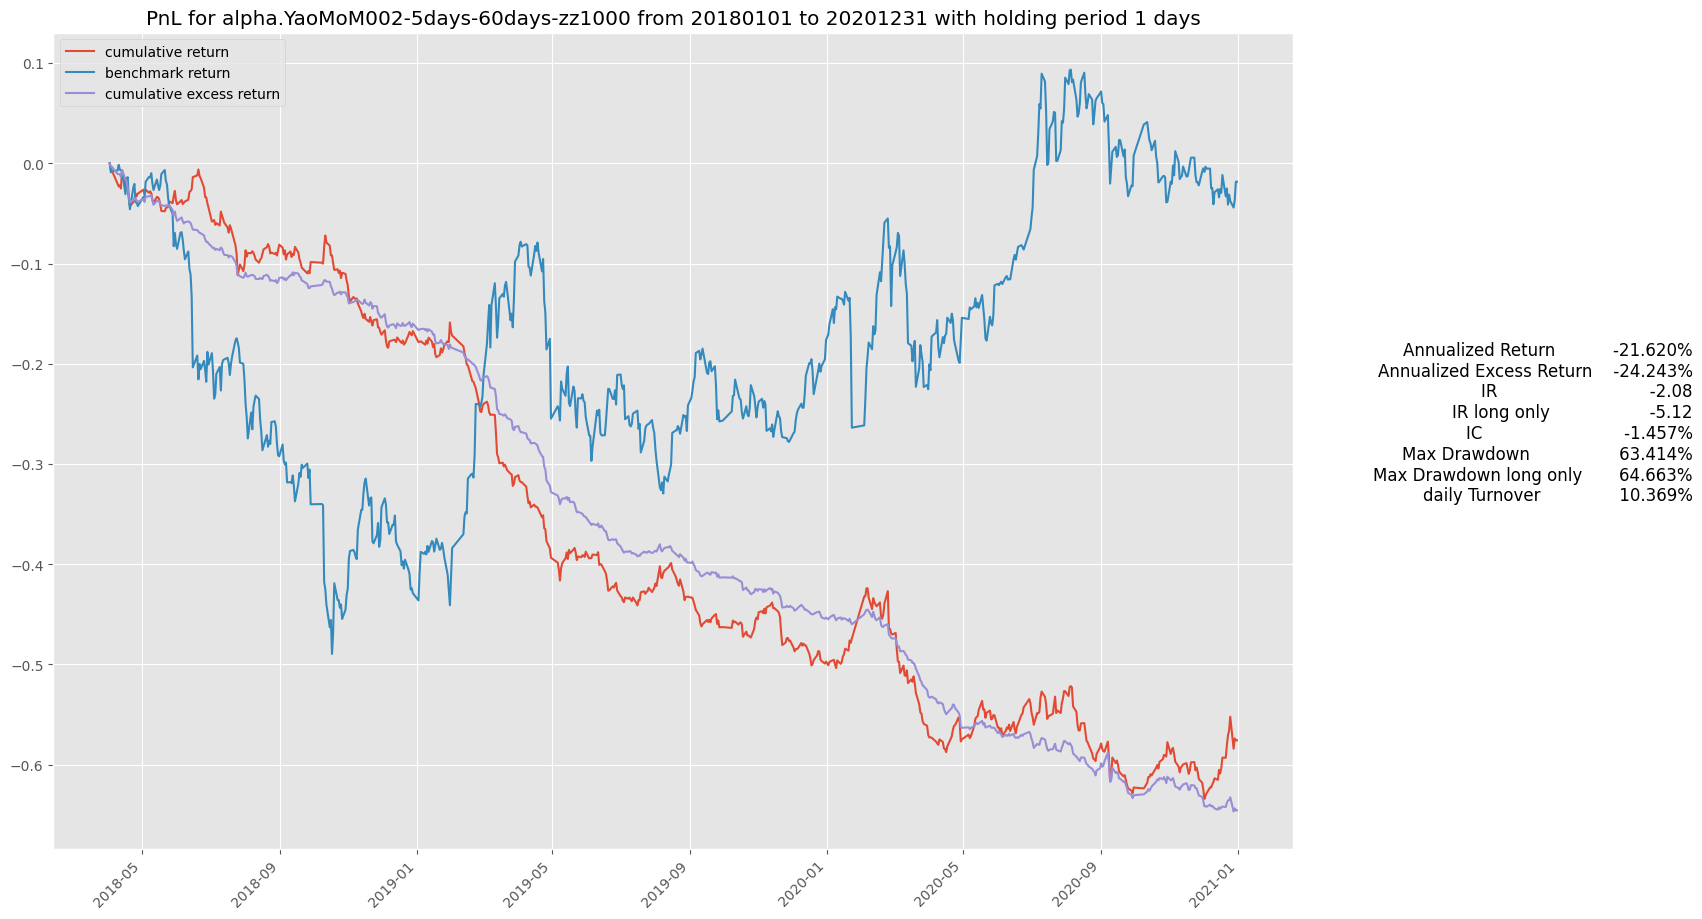 PnL for alpha.YaoMoM002-5days-60days-zz1000 from 20180101 to 20201231 with holding period 1 days
cumulative return
benchmark return
cumulative excess return
0.1
0.0
−0.1
−0.2
−0.3
−0.4
−0.5
−0.6
2018-05
2018-09
2019-01
2019-05
2019-09
2020-01
2020-05
2020-09
2021-01
Annualized Return -21.620%
Annualized Excess Return -24.243%
IR -2.08
IR long only -5.12
IC -1.457%
Max Drawdown 63.414%
Max Drawdown long only 64.663%
daily Turnover 10.369%